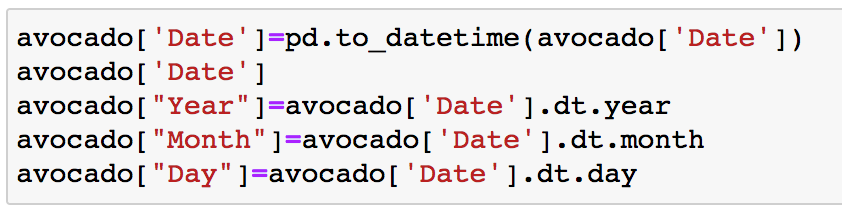 avocado['Date']=pd.to_datetime(avocado['Date'])
avocado['Date']
avocado["Year"]=avocado['Date'].dt.year
avocado["Month"]=avocado['Date'].dt.month
avocado["Day"]=avocado['Date'].dt.day